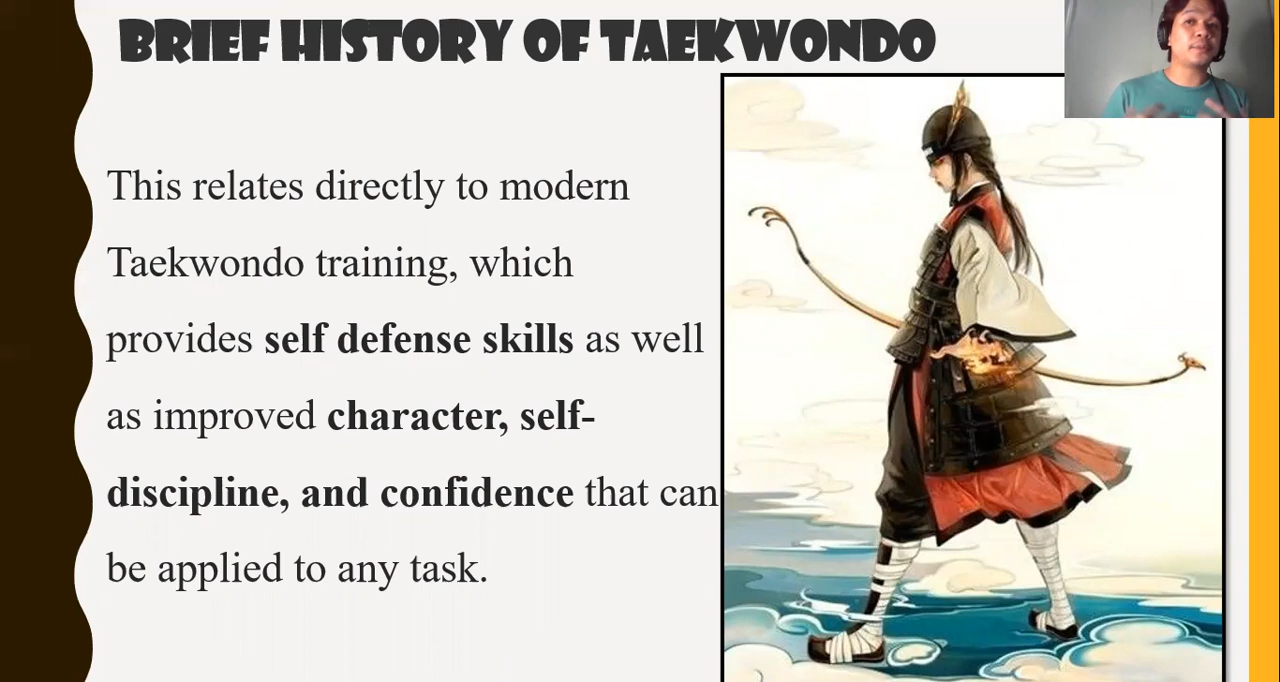 BRIEF HISTORY OF TAEKWONDO
This relates directly to modern
Taekwondo training, which
provides self defense skills as well
as improved character, self-
discipline, and confidence that can
be applied to any task.